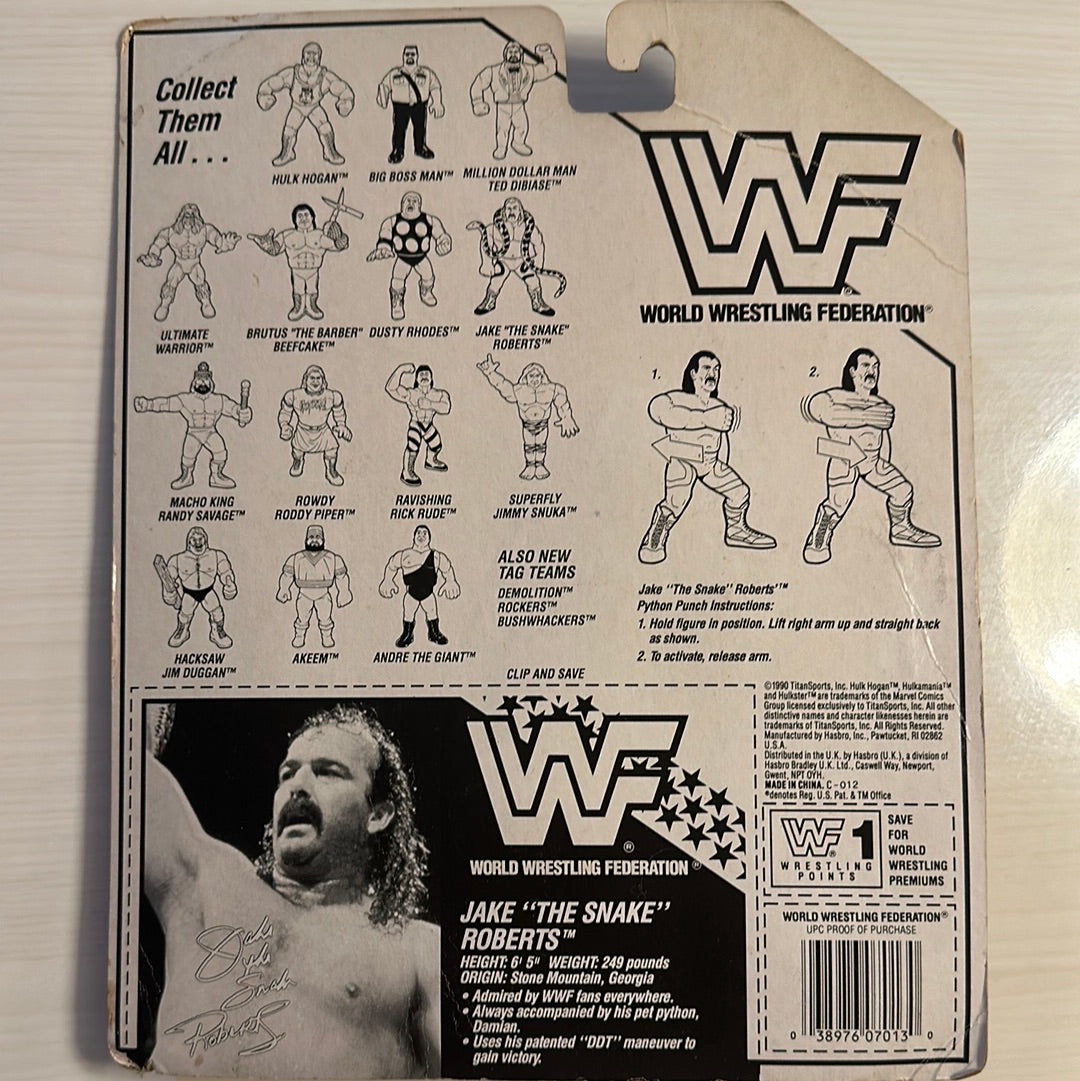 Collect
Them
All . . .
HULK HOGAN™
BIG BOSS MAN™
MILLION DOLLAR MAN
TED DIBIASE™
ULTIMATE
WARRIOR™
BRUTUS "THE BARBER"
BEEFCAKE™
DUSTY RHODES™
JAKE "THE SNAKE"
ROBERTS™
MACHO KING
RANDY SAVAGE™
ROWDY
RODDY PIPER™
RAVISHING
RICK RUDE™
SUPERFLY
JIMMY SNUKA™
HACKSAW
JIM DUGGAN™
AKEEM™
ANDRE THE GIANT™
ALSO NEW
TAG TEAMS
DEMOLITION™
ROCKERS™
BUSHWHACKERS™
CLIP AND SAVE
WF
WORLD WRESTLING FEDERATION®
1.
2.
Jake "The Snake" Roberts'™
Python Punch Instructions:
1. Hold figure in position. Lift right arm up and straight back
as shown.
2. To activate, release arm.
©1990 TitanSports, Inc. Hulk Hogan™, Hulkamania™
and Hulkster™ are trademarks of the Marvel Comics
Group licensed exclusively to TitanSports, Inc. All other
distinctive names and character likenesses herein are
trademarks of TitanSports, Inc. All Rights Reserved.
Manufactured by Hasbro, Inc., Pawtucket, RI 02862
U.S.A.
Distributed in the U.K. by Hasbro (U.K.), a division of
Hasbro Bradley U.K. Ltd., Caswell Way, Newport,
Gwent, NPT OYH.
MADE IN CHINA. C-012
®denotes Reg. U.S. Pat. & TM Office
WF®
WORLD WRESTLING FEDERATION®
JAKE "THE SNAKE"
ROBERTS™
HEIGHT: 6' 5" WEIGHT: 249 pounds
ORIGIN: Stone Mountain, Georgia
• Admired by WWF fans everywhere.
• Always accompanied by his pet python,
Damian.
• Uses his patented "DDT" maneuver to
gain victory.
Jake
the
Snake
Roberts
WF® 1
WRESTLING
POINTS
SAVE
FOR
WORLD
WRESTLING
PREMIUMS
WORLD WRESTLING FEDERATION®
UPC PROOF OF PURCHASE
0 38976 07013 0